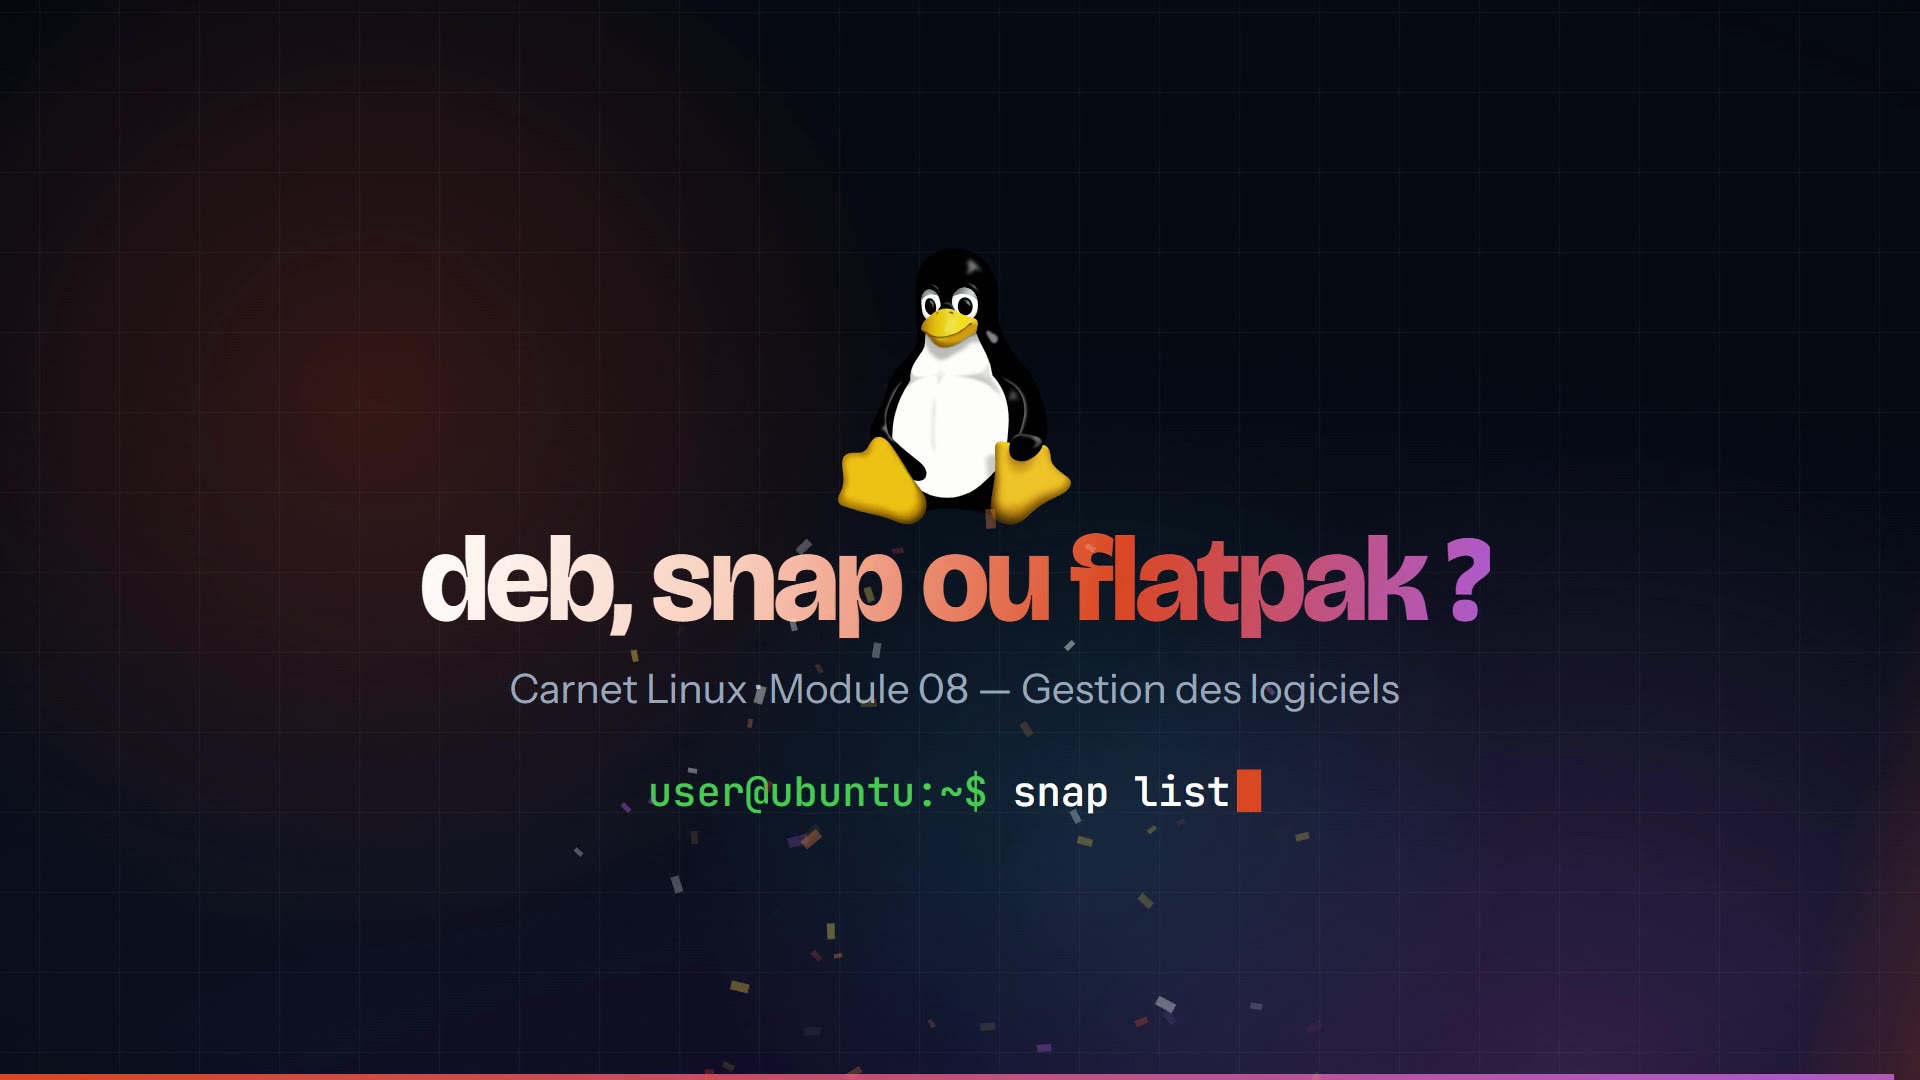 deb, snap ou flatpak ?
Carnet Linux · Module 08 — Gestion des logiciels
user@ubuntu:~$ snap list